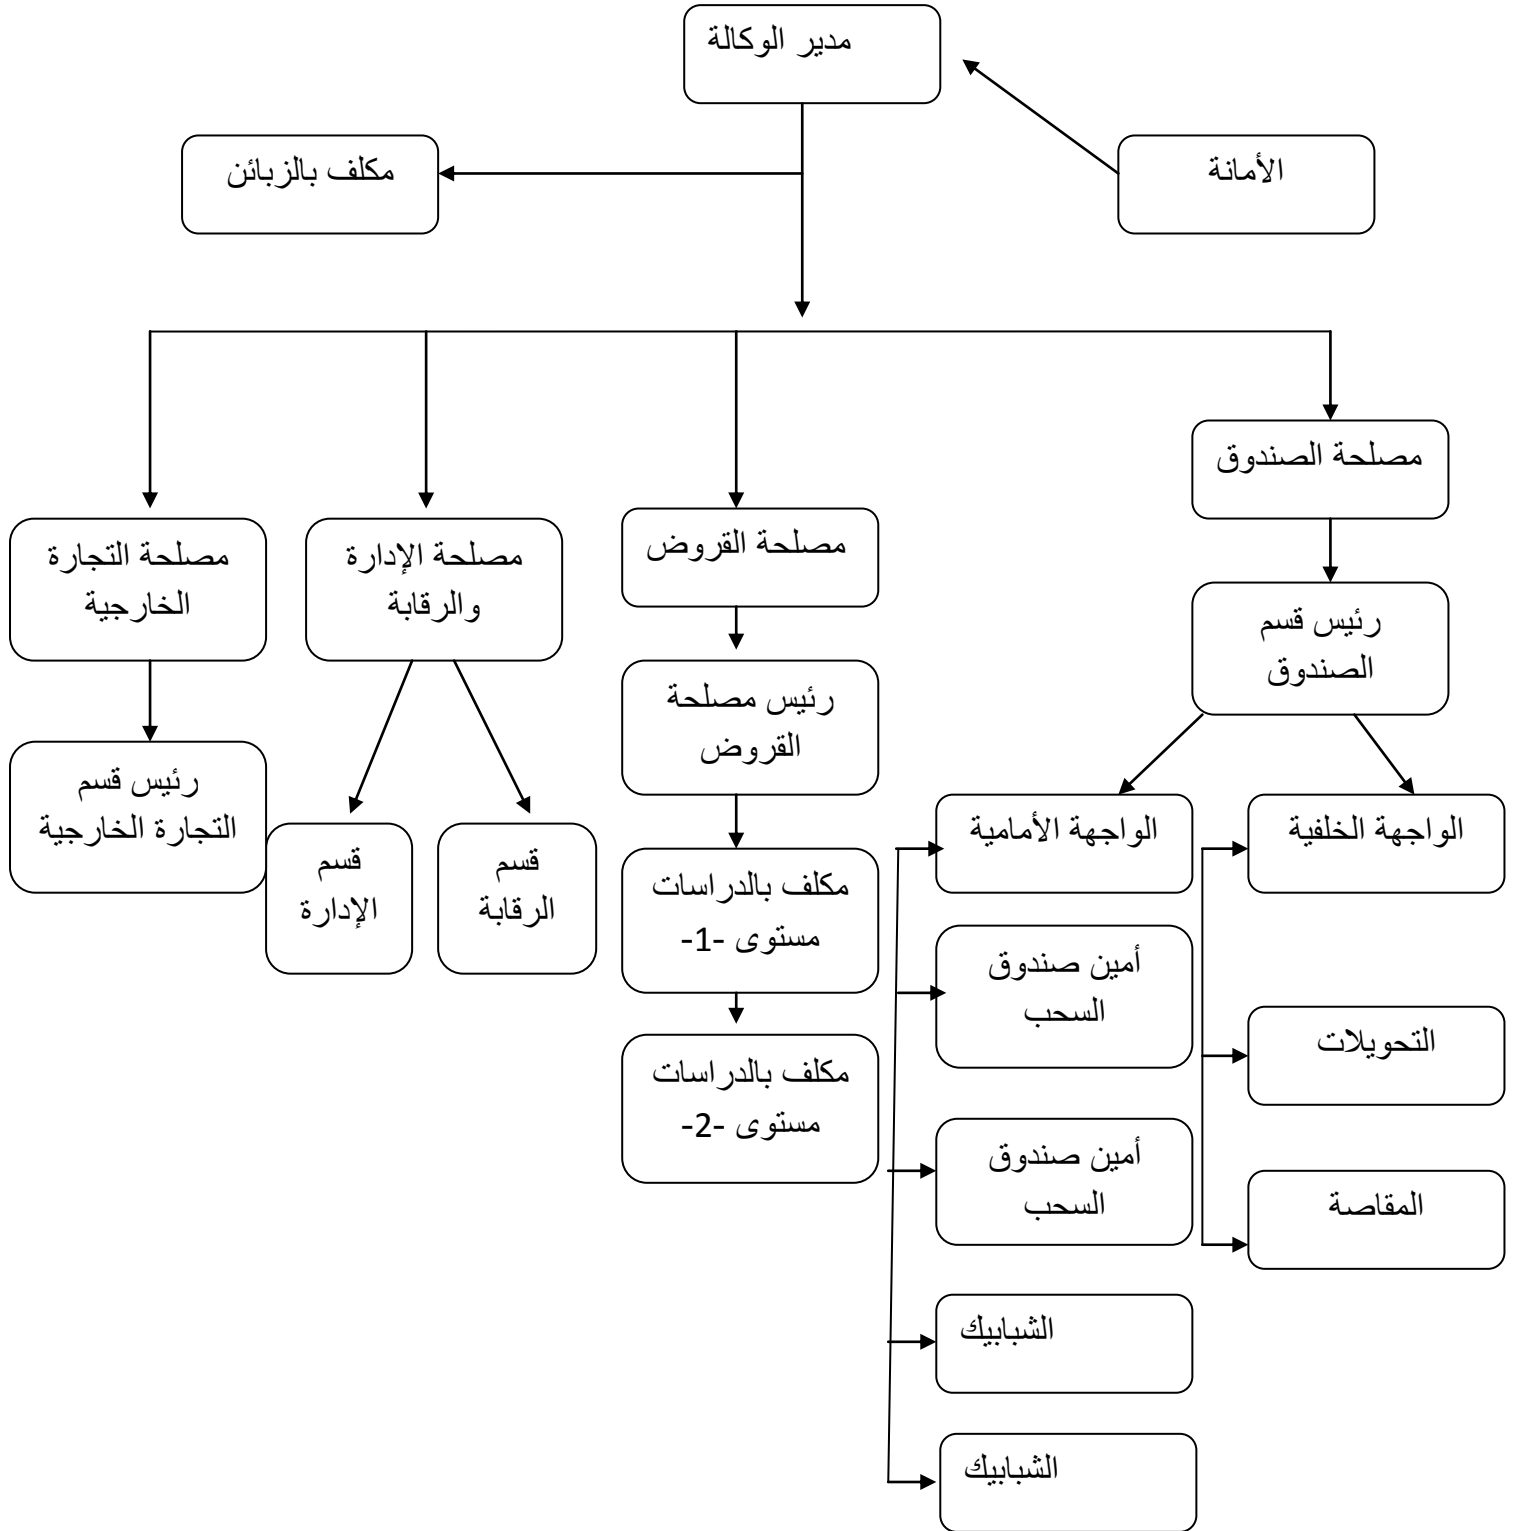 مدير الوكالة
الأمانة
مكلف بالزبائن
مصلحة الصندوق
مصلحة القروض
مصلحة الإدارة
والرقابة
مصلحة التجارة
الخارجية
رئيس قسم
الصندوق
رئيس مصلحة
القروض
رئيس قسم
التجارة الخارجية
قسم
الرقابة
قسم
الإدارة
الواجهة الخلفية
الواجهة الأمامية
مكلف بالدراسات
مستوى -1-
أمين صندوق
السحب
التحويلات
مكلف بالدراسات
مستوى -2-
أمين صندوق
السحب
المقاصة
الشبابيك
الشبابيك